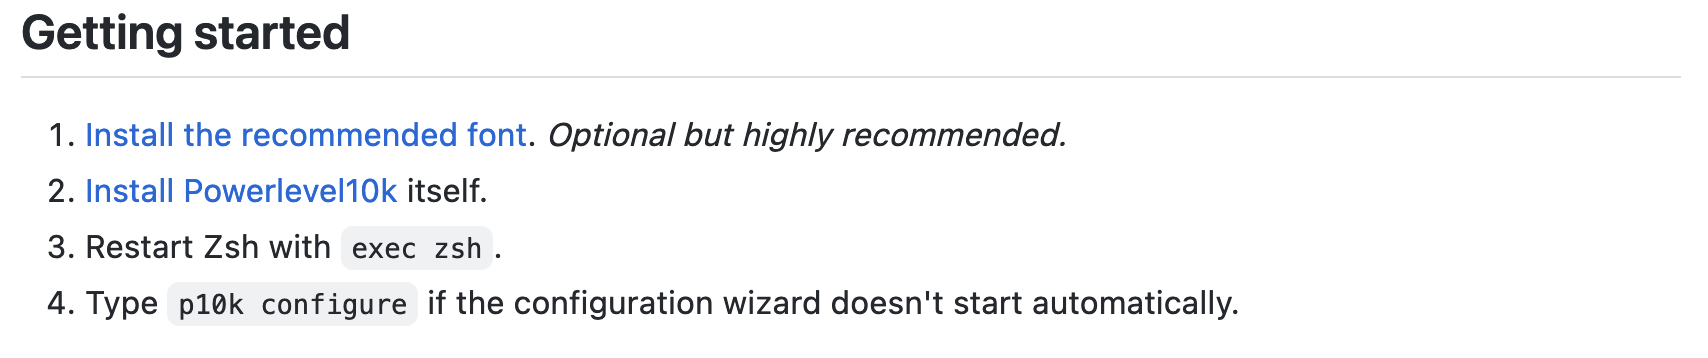 Getting started
1. Install the recommended font. Optional but highly recommended.
2. Install Powerlevel10k itself.
3. Restart Zsh with exec zsh.
4. Type p10k configure if the configuration wizard doesn't start automatically.